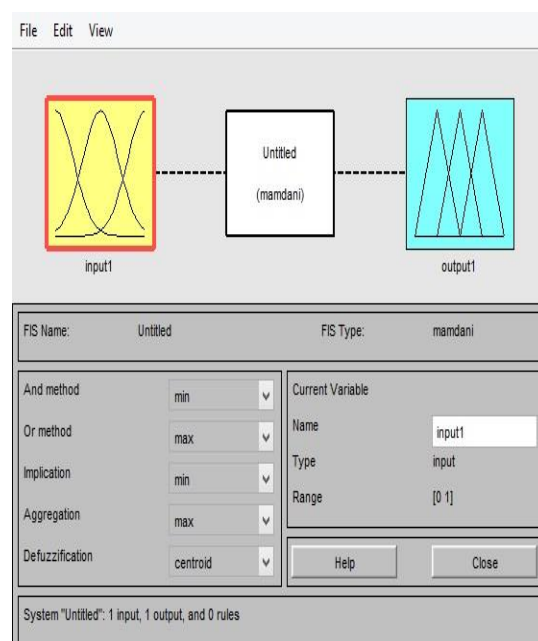 File Edit View
Untitled
(mamdani)
input1
output1
FIS Name: Untitled FIS Type: mamdani
And method min
Or method max
Implication min
Aggregation max
Defuzzification centroid
Current Variable
Name input1
Type input
Range [0 1]
Help Close
System "Untitled": 1 input, 1 output, and 0 rules